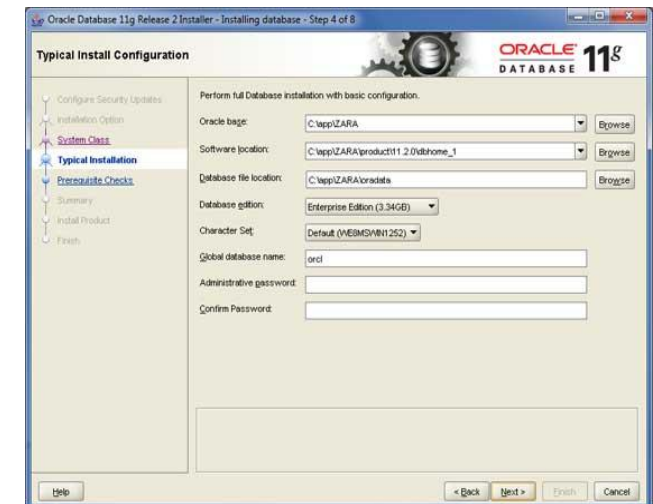 Oracle Database 11g Release 2 Installer - Installing database - Step 4 of 8
Typical Install Configuration
ORACLE
DATABASE 11g
Configure Security Updates
Installation Option
System Class
Typical Installation
Prerequisite Checks
Summary
Install Product
Finish
Perform full Database installation with basic configuration.
Oracle base: C:\app\ZARA Browse
Software location: C:\app\ZARA\product\11.2.0\dbhome_1 Browse
Database file location: C:\app\ZARA\oradata Browse
Database edition: Enterprise Edition (3.34GB)
Character Set: Default (WE8MSWIN1252)
Global database name: orcl
Administrative password:
Confirm Password:
Help < Back Next > Finish Cancel